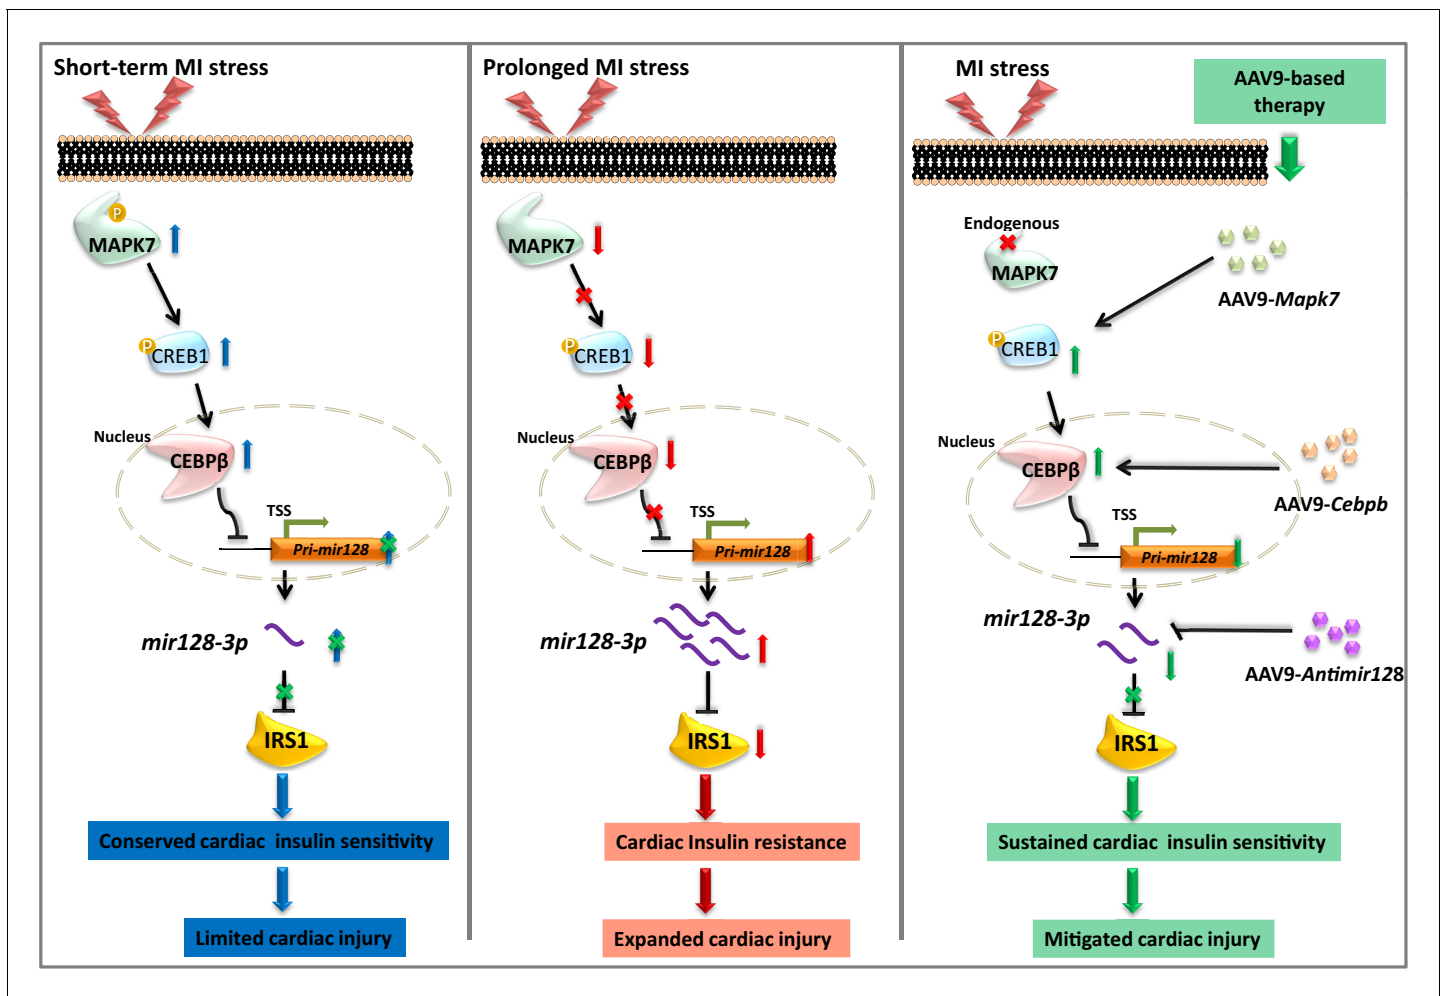 Short-term MI stress
P
MAPK7
P
CREB1
Nucleus
CEBPβ
TSS
Pri-mir128
mir128-3p
IRS1
Conserved cardiac insulin sensitivity
Limited cardiac injury
Prolonged MI stress
MAPK7
P
CREB1
Nucleus
CEBPβ
TSS
Pri-mir128
mir128-3p
IRS1
Cardiac Insulin resistance
Expanded cardiac injury
MI stress
AAV9-based
therapy
Endogenous
MAPK7
AAV9-Mapk7
P
CREB1
Nucleus
CEBPβ
AAV9-Cebpb
TSS
Pri-mir128
mir128-3p
AAV9-Antimir128
IRS1
Sustained cardiac insulin sensitivity
Mitigated cardiac injury